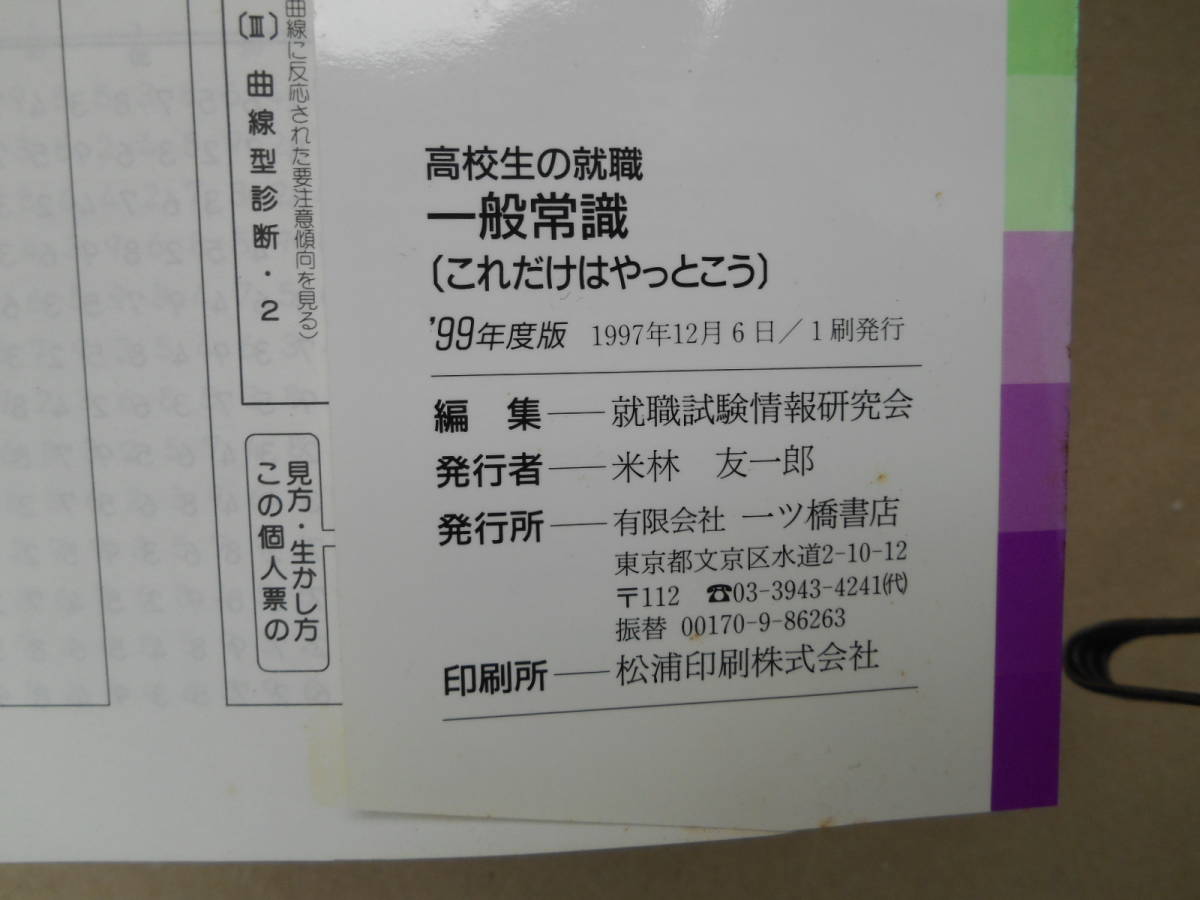 高校生の就職
一般常識
〔これだけはやっとこう〕
'99年度版 1997年12月6日／1刷発行
編 集――就職試験情報研究会
発行者――米林 友一郎
発行所――有限会社 一ツ橋書店
東京都文京区水道2-10-12
〒112 ☎03-3943-4241㈹
振替 00170-9-86263
印刷所――松浦印刷株式会社
曲線に反応された要注意傾向を見る)
〔Ⅲ〕 曲線型診断・2
この個人票の
見方・生かし方